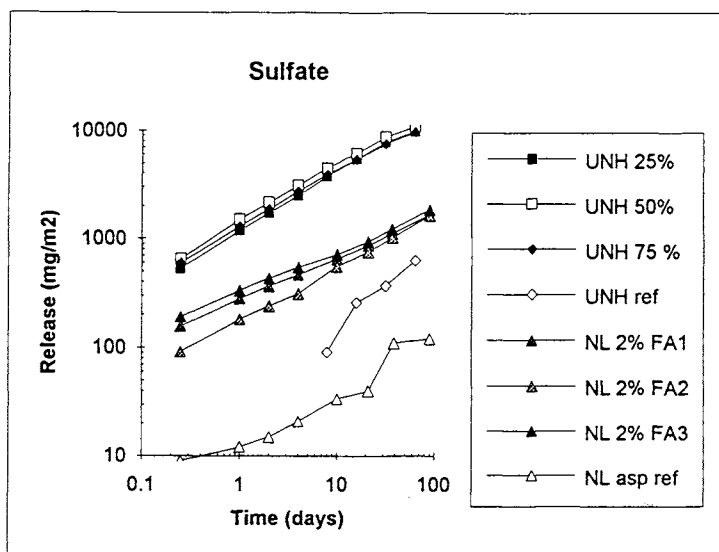 Sulfate
Release (mg/m2)
10000
1000
100
10
0.1
1
10
100
Time (days)
UNH 25%
UNH 50%
UNH 75 %
UNH ref
NL 2% FA1
NL 2% FA2
NL 2% FA3
NL asp ref